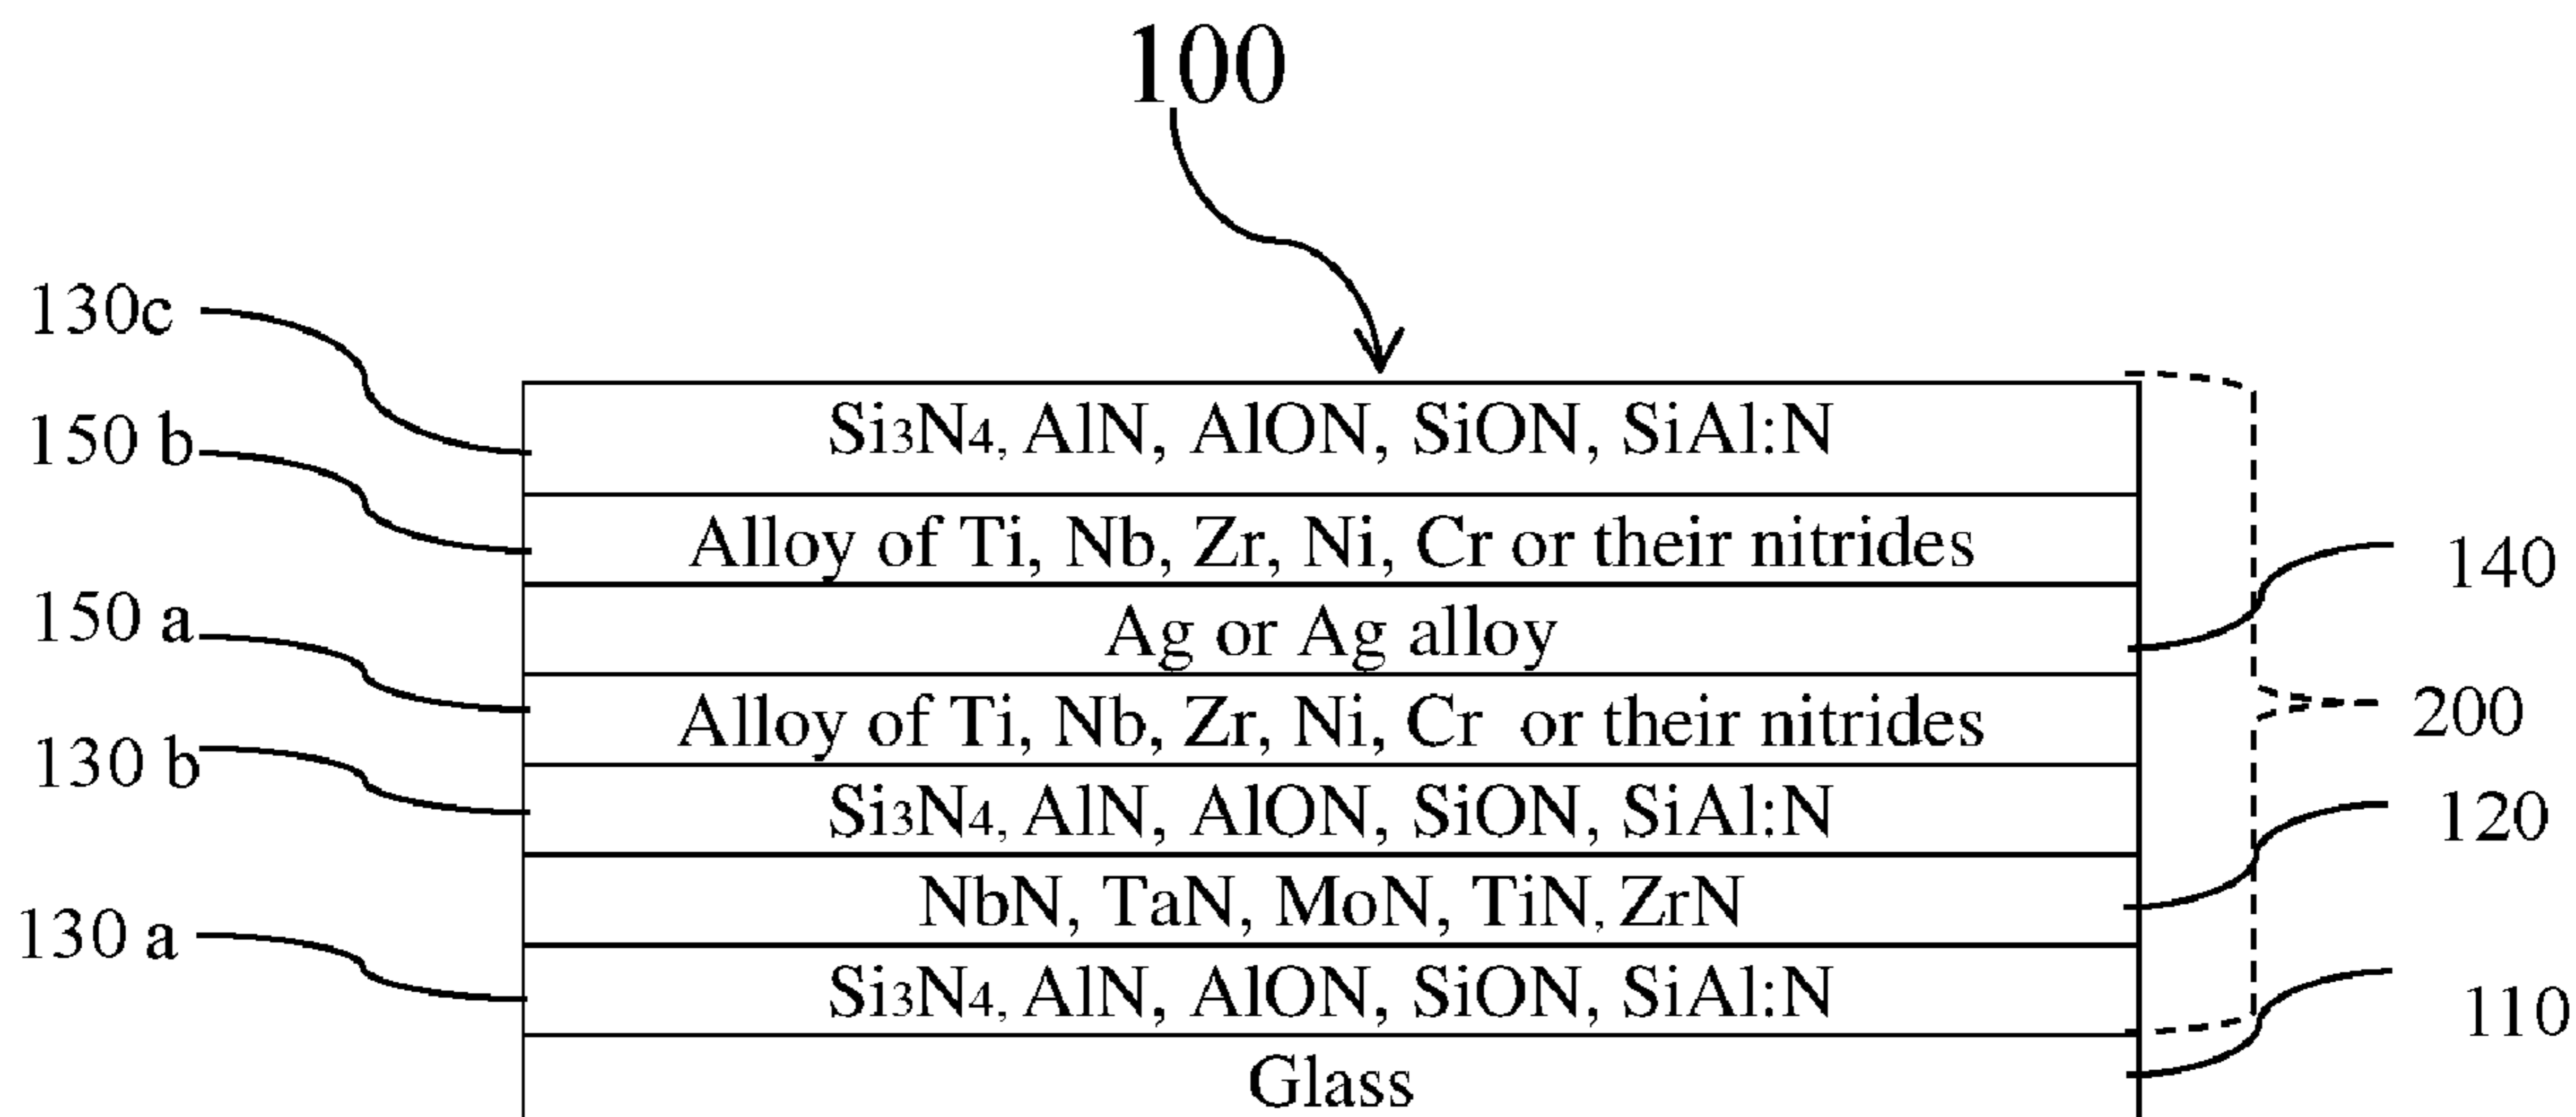 100
130c
Si3N4, AlN, AlON, SiON, SiAl:N
150 b
Alloy of Ti, Nb, Zr, Ni, Cr or their nitrides
140
150 a
Ag or Ag alloy
Alloy of Ti, Nb, Zr, Ni, Cr or their nitrides
200
130 b
Si3N4, AlN, AlON, SiON, SiAl:N
120
NbN, TaN, MoN, TiN, ZrN
130 a
Si3N4, AlN, AlON, SiON, SiAl:N
110
Glass